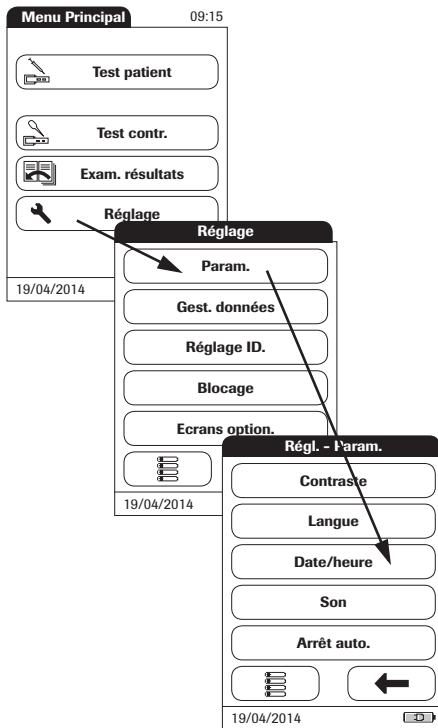 Menu Principal 09:15
Test patient
Test contr.
Exam. résultats
Réglage
19/04/2014
Réglage
Param.
Gest. données
Réglage ID.
Blocage
Ecrans option.
19/04/2014
Régl. - Param.
Contraste
Langue
Date/heure
Son
Arrêt auto.
19/04/2014